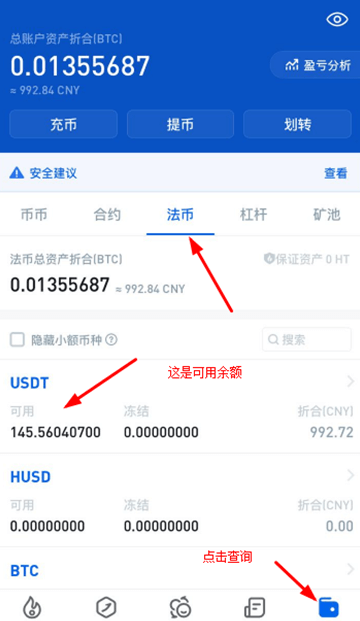 总账户资产折合(BTC)
0.01355687
盈亏分析
≈ 992.84 CNY
充币 提币 划转
安全建议 查看
币币 合约 法币 杠杆 矿池
法币总资产折合(BTC) 保证资产 0 HT
0.01355687 ≈ 992.84 CNY
隐藏小额币种 搜索
这是可用余额
USDT
可用 冻结 折合(CNY)
145.56040700 0.00000000 992.72
HUSD
可用 冻结 折合(CNY)
0.00000000 0.00000000 0.00
点击查询
BTC